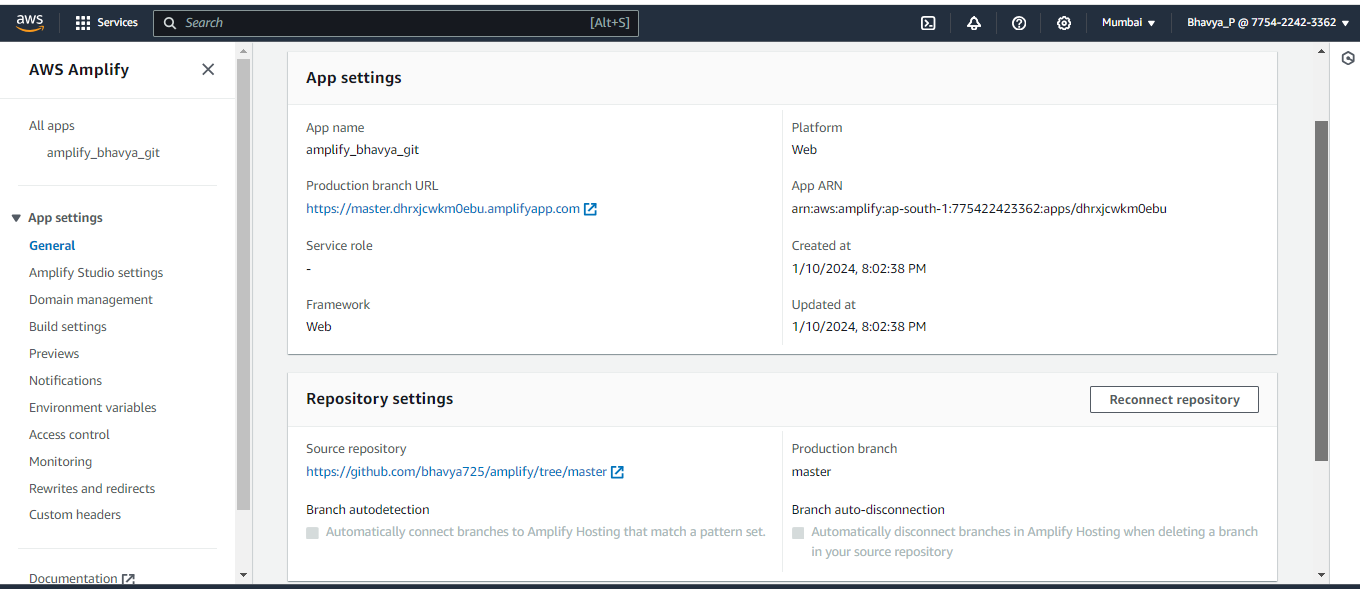 aws
Services
Search
[Alt+S]
Mumbai
Bhavya_P @ 7754-2242-3362
AWS Amplify
All apps
amplify_bhavya_git
App settings
General
Amplify Studio settings
Domain management
Build settings
Previews
Notifications
Environment variables
Access control
Monitoring
Rewrites and redirects
Custom headers
Documentation
App settings
App name
amplify_bhavya_git
Platform
Web
Production branch URL
https://master.dhrxjcwkm0ebu.amplifyapp.com
App ARN
arn:aws:amplify:ap-south-1:775422423362:apps/dhrxjcwkm0ebu
Service role
-
Created at
1/10/2024, 8:02:38 PM
Framework
Web
Updated at
1/10/2024, 8:02:38 PM
Repository settings
Reconnect repository
Source repository
https://github.com/bhavya725/amplify/tree/master
Production branch
master
Branch autodetection
Automatically connect branches to Amplify Hosting that match a pattern set.
Branch auto-disconnection
Automatically disconnect branches in Amplify Hosting when deleting a branch
in your source repository